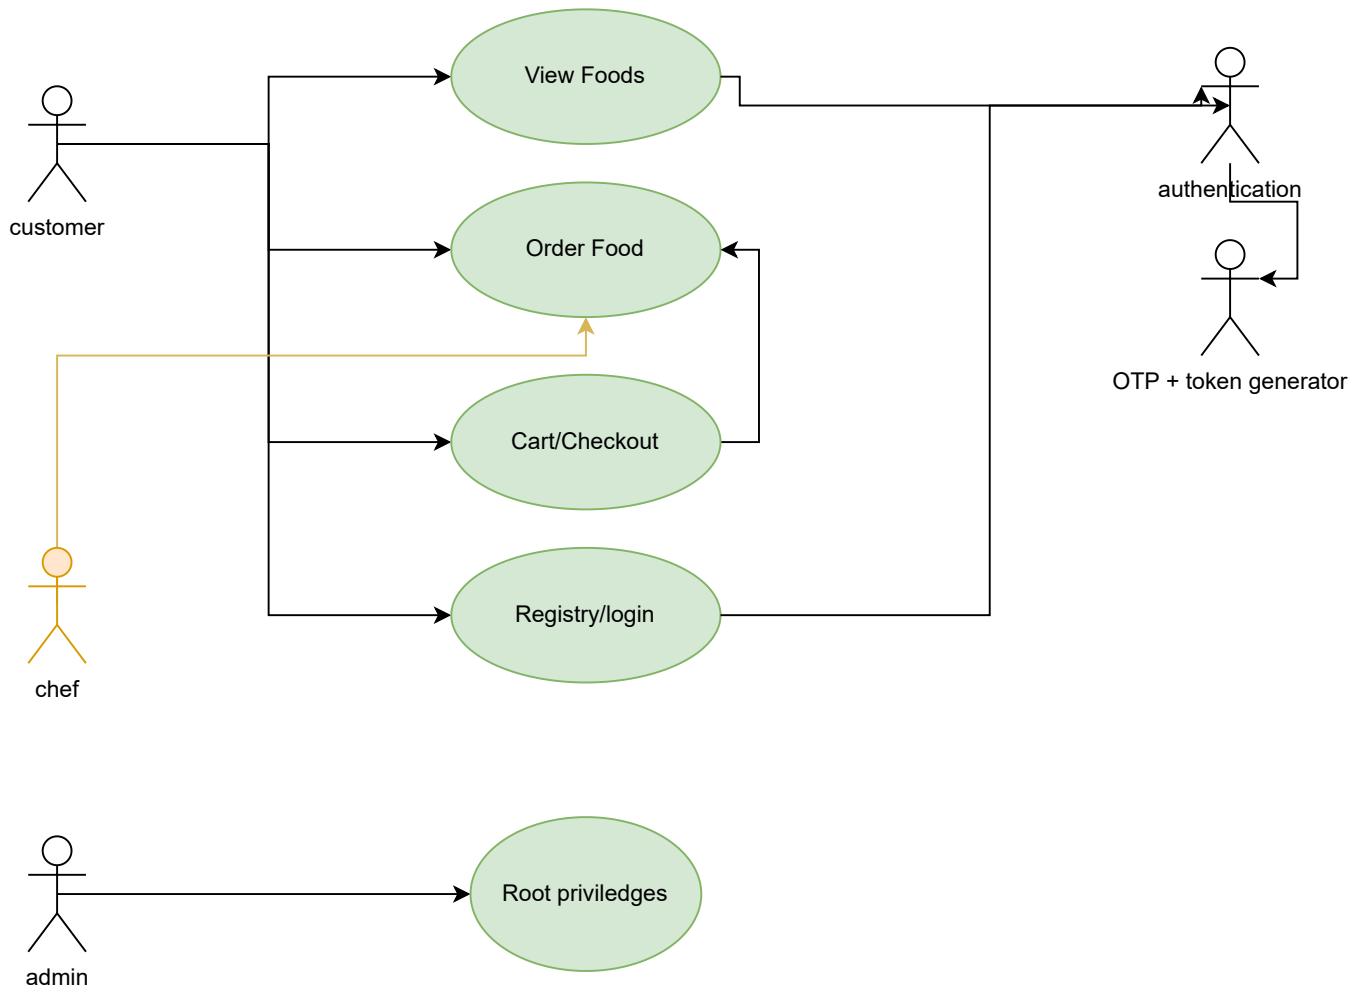 View Foods
customer
authentication
Order Food
OTP + token generator
Cart/Checkout
Registry/login
chef
Root priviledges
admin